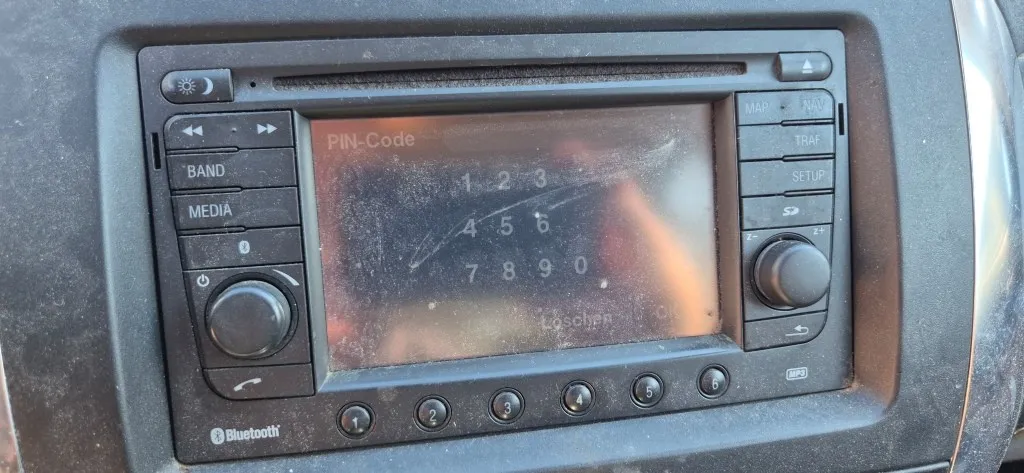 MAP NAV
PIN-Code
TRAF
BAND
1 2 3
SETUP
MEDIA
4 5 6
SD
z- z+
7 8 9 0
Löschen
MP3
1 2 3 4 5 6
Bluetooth